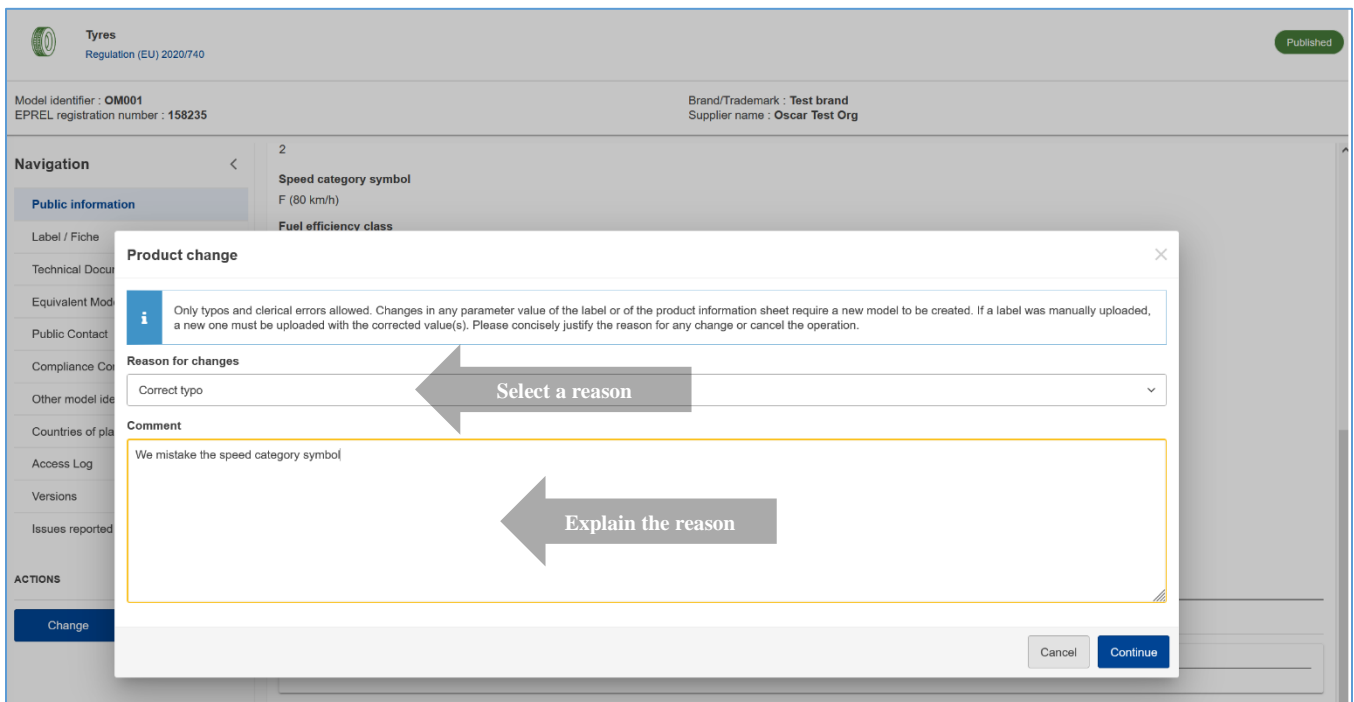 Tyres
Regulation (EU) 2020/740
Published
Model identifier : OM001
EPREL registration number : 158235
Brand/Trademark : Test brand
Supplier name : Oscar Test Org
Navigation
Public information
Label / Fiche
Technical Docu
Equivalent Mod
Public Contact
Compliance Co
Other model ide
Countries of pla
Access Log
Versions
Issues reported
ACTIONS
Change
2
Speed category symbol
F (80 km/h)
Fuel efficiency class
Product change
Only typos and clerical errors allowed. Changes in any parameter value of the label or of the product information sheet require a new model to be created. If a label was manually uploaded,
a new one must be uploaded with the corrected value(s). Please concisely justify the reason for any change or cancel the operation.
Reason for changes
Correct typo
Select a reason
Comment
We mistake the speed category symbol
Explain the reason
Cancel
Continue